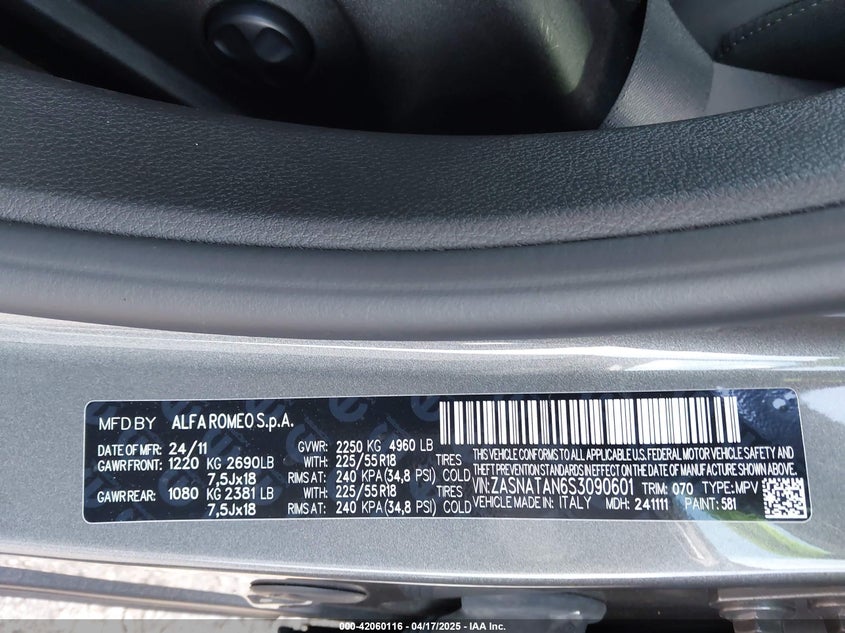 MFD BY ALFA ROMEO S.p.A.
DATE OF MFR: 24/11 GVWR: 2250 KG 4960 LB
GAWR FRONT: 1220 KG 2690LB WITH: 225/55R18 TIRES
7,5Jx18 RIMS AT: 240 KPA(34,8 PSI) COLD
GAWR REAR: 1080 KG 2381 LB WITH: 225/55R18 TIRES
7,5Jx18 RIMS AT: 240 KPA(34,8 PSI) COLD
THIS VEHICLE CONFORMS TO ALL APPLICABLE U.S. FEDERAL MOTOR VEHICLE SAFETY AND
THEFT PREVENTION STANDARDS IN EFFECT ON THE DATE OF MANUFACTURE SHOWN ABOVE.
VIN:ZASNATAN6S3090601 TRIM: 070 TYPE: MPV
VEHICLE MADE IN: ITALY MDH: 241111 PAINT: 581
000-42060116 - 04/17/2025 - IAA Inc.